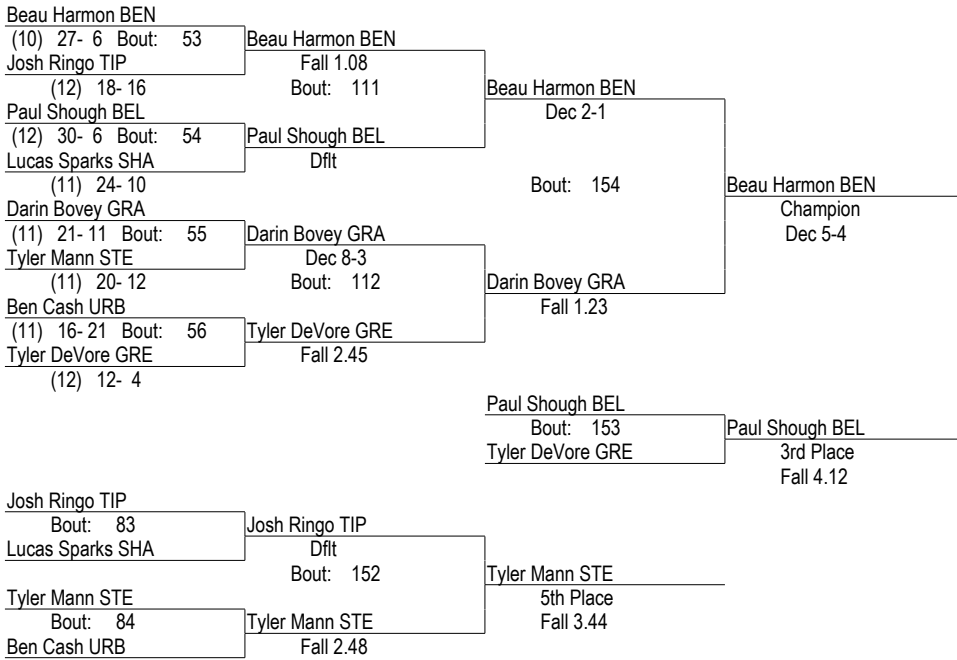 Beau Harmon BEN
(10) 27- 6 Bout: 53 Beau Harmon BEN
Josh Ringo TIP Fall 1.08
(12) 18- 16 Bout: 111 Beau Harmon BEN
Paul Shough BEL Dec 2-1
(12) 30- 6 Bout: 54 Paul Shough BEL
Lucas Sparks SHA Dflt
(11) 24- 10 Bout: 154 Beau Harmon BEN
Darin Bovey GRA Champion
(11) 21- 11 Bout: 55 Darin Bovey GRA Dec 5-4
Tyler Mann STE Dec 8-3
(11) 20- 12 Bout: 112 Darin Bovey GRA
Ben Cash URB Fall 1.23
(11) 16- 21 Bout: 56 Tyler DeVore GRE
Tyler DeVore GRE Fall 2.45
(12) 12- 4
Paul Shough BEL
Bout: 153 Paul Shough BEL
Tyler DeVore GRE 3rd Place
Fall 4.12
Josh Ringo TIP
Bout: 83 Josh Ringo TIP
Lucas Sparks SHA Dflt
Bout: 152 Tyler Mann STE
Tyler Mann STE 5th Place
Bout: 84 Tyler Mann STE Fall 3.44
Ben Cash URB Fall 2.48